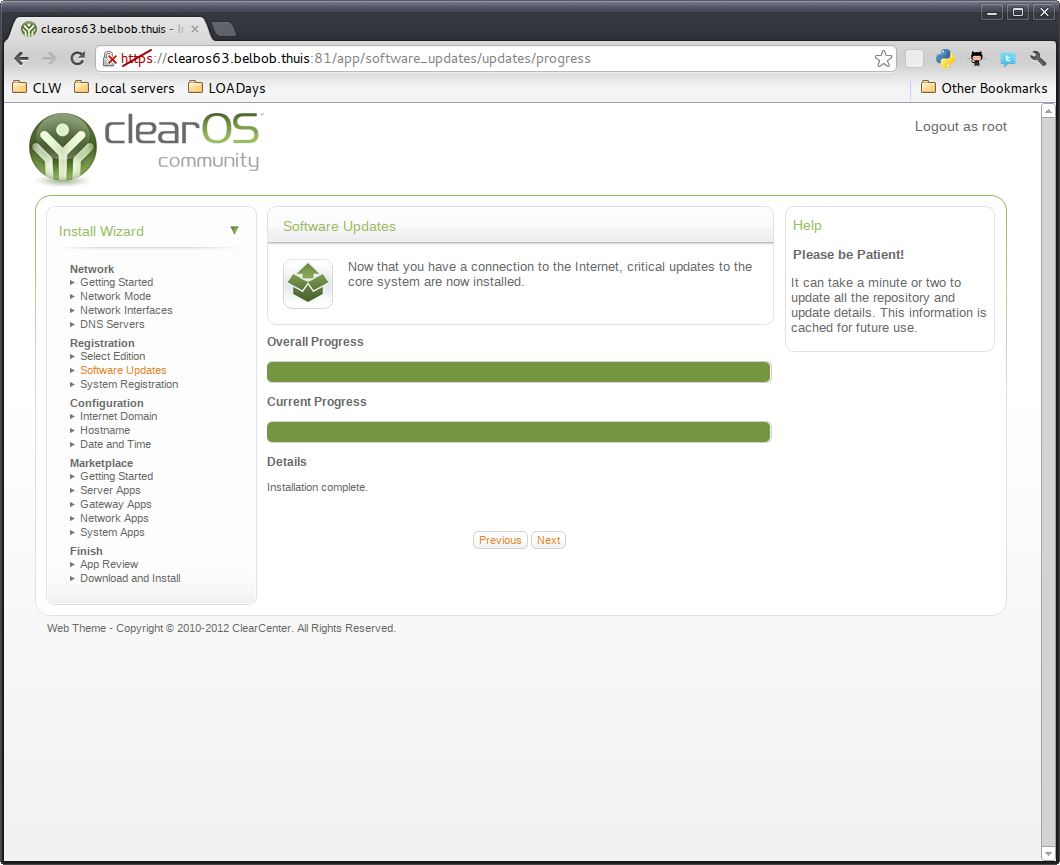 clearos63.belbob.thuis - I
https://clearos63.belbob.thuis:81/app/software_updates/updates/progress
CLW
Local servers
LOADays
Other Bookmarks
clearOS
community
Logout as root
Install Wizard
Network
Getting Started
Network Mode
Network Interfaces
DNS Servers
Registration
Select Edition
Software Updates
System Registration
Configuration
Internet Domain
Hostname
Date and Time
Marketplace
Getting Started
Server Apps
Gateway Apps
Network Apps
System Apps
Finish
App Review
Download and Install
Software Updates
Now that you have a connection to the Internet, critical updates to the
core system are now installed.
Overall Progress
Current Progress
Details
Installation complete.
Previous
Next
Help
Please be Patient!
It can take a minute or two to
update all the repository and
update details. This information is
cached for future use.
Web Theme - Copyright © 2010-2012 ClearCenter. All Rights Reserved.